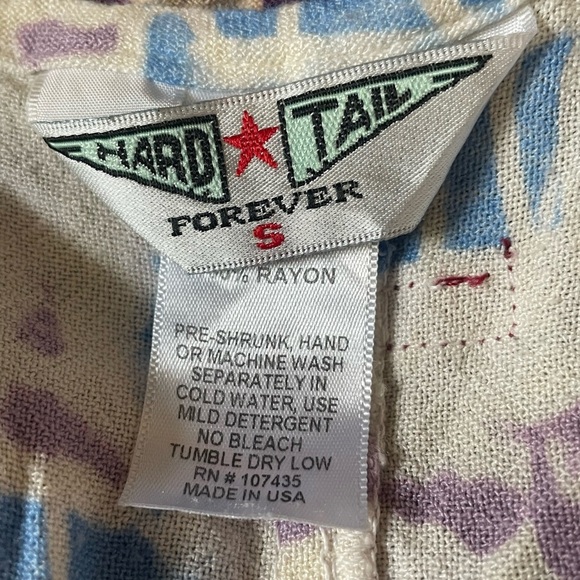 HARD TAIL
FOREVER
S
% RAYON
PRE-SHRUNK, HAND
OR MACHINE WASH
SEPARATELY IN
COLD WATER, USE
MILD DETERGENT
NO BLEACH
TUMBLE DRY LOW
RN # 107435
MADE IN USA